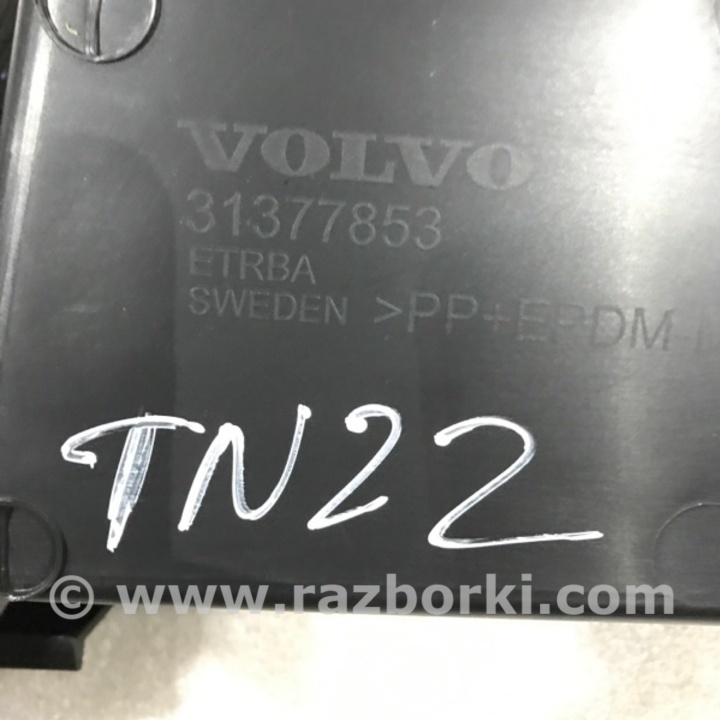 VOLVO
31377853
ETRBA
SWEDEN >PP+EPDM-
TN22
© www.razborki.com